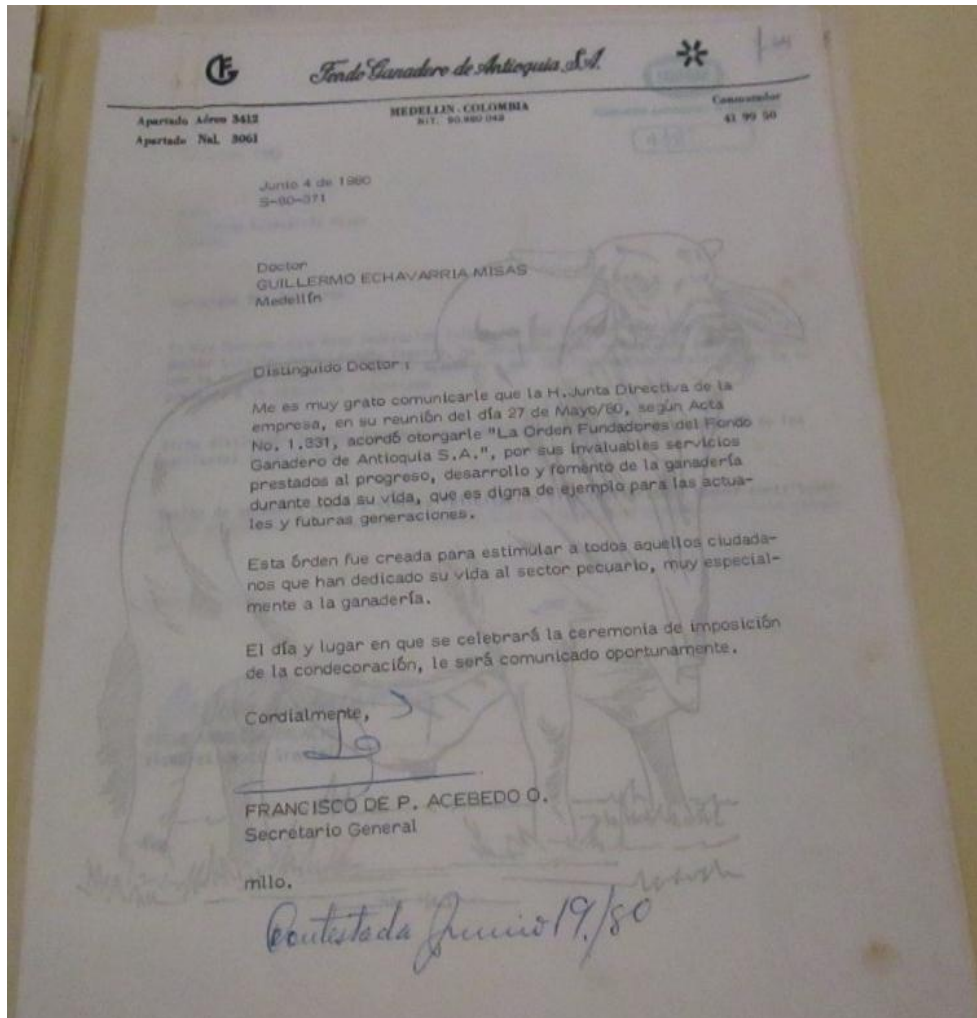 Fondo Ganadero de Antioquia S.A.
MEDELLIN - COLOMBIA
Apartado Aéreo 3412
Apartado Nal. 3061
Conmutador
41 99 50
Junio 4 de 1980
S-80-371
Doctor
GUILLERMO ECHAVARRIA MISAS
Medellín
Distinguido Doctor:
Me es muy grato comunicarle que la H.Junta Directiva de la
empresa, en su reunión del día 27 de Mayo/80, según Acta
No. 1.331, acordó otorgarle "La Orden Fundadores del Fondo
Ganadero de Antioquia S.A.", por sus invaluables servicios
prestados al progreso, desarrollo y fomento de la ganadería
durante toda su vida, que es digna de ejemplo para las actua-
les y futuras generaciones.
Esta órden fue creada para estimular a todos aquellos ciudada-
nos que han dedicado su vida al sector pecuario, muy especial-
mente a la ganadería.
El día y lugar en que se celebrará la ceremonia de imposición
de la condecoración, le será comunicado oportunamente.
Cordialmente,
FRANCISCO DE P. ACEBEDO O.
Secretario General
mllo.
Contestada Junio 19/80